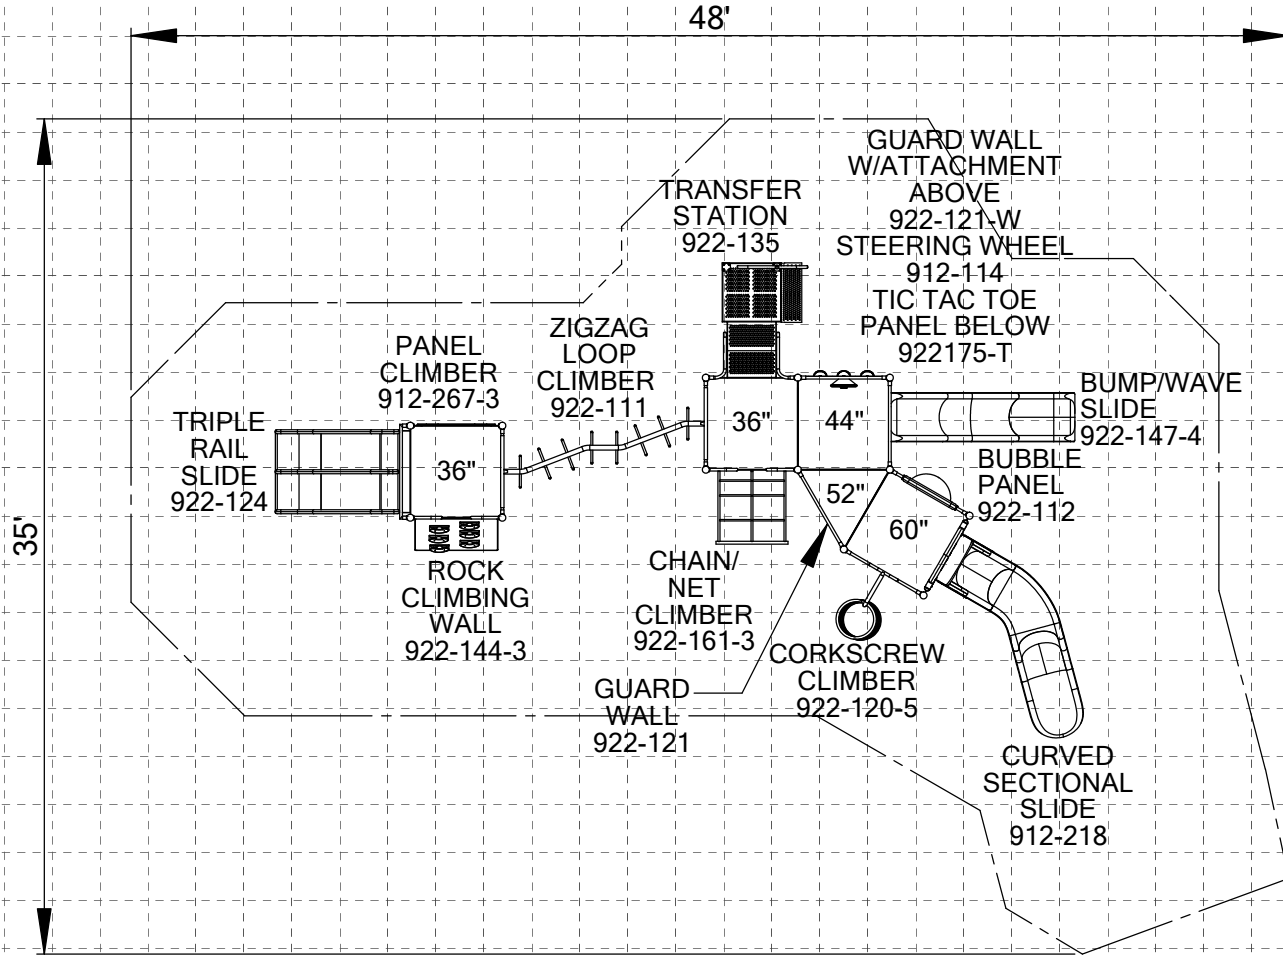 48'
GUARD WALL
W/ATTACHMENT
ABOVE
922-121-W
STEERING WHEEL
912-114
TIC TAC TOE
PANEL BELOW
922175-T
TRANSFER
STATION
922-135
ZIGZAG
LOOP
CLIMBER
922-111
PANEL
CLIMBER
912-267-3
BUMP/WAVE
SLIDE
922-147-4
TRIPLE
RAIL
SLIDE
922-124
36"
36"
44"
52"
60"
BUBBLE
PANEL
922-112
35'
ROCK
CLIMBING
WALL
922-144-3
CHAIN/
NET
CLIMBER
922-161-3
CORKSCREW
CLIMBER
922-120-5
GUARD
WALL
922-121
CURVED
SECTIONAL
SLIDE
912-218